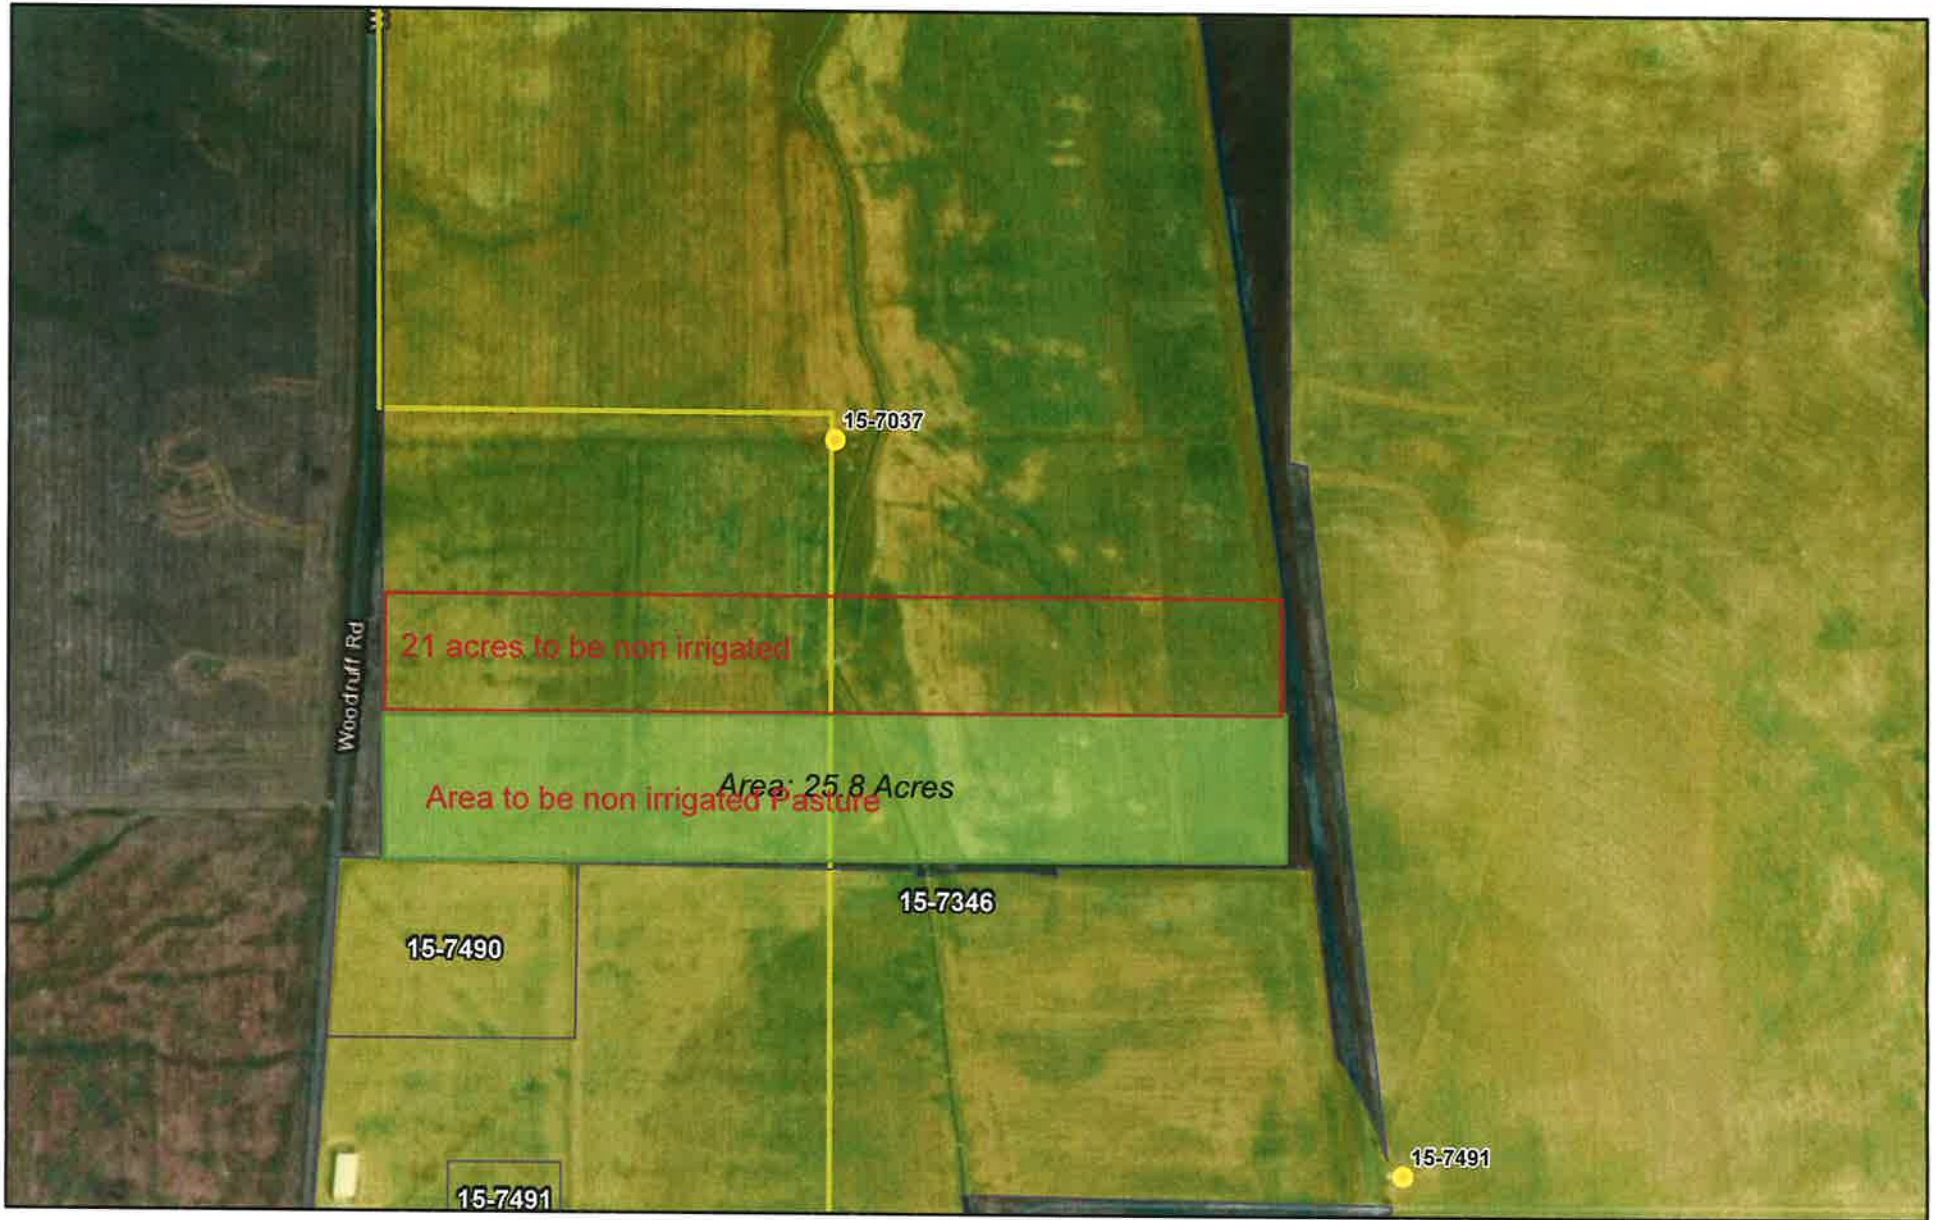 15-7037
21 acres to be non irrigated
Woodruff Rd
Area: 25.8 Acres
Area to be non irrigated Pasture
15-7346
15-7490
15-7491
15-7491